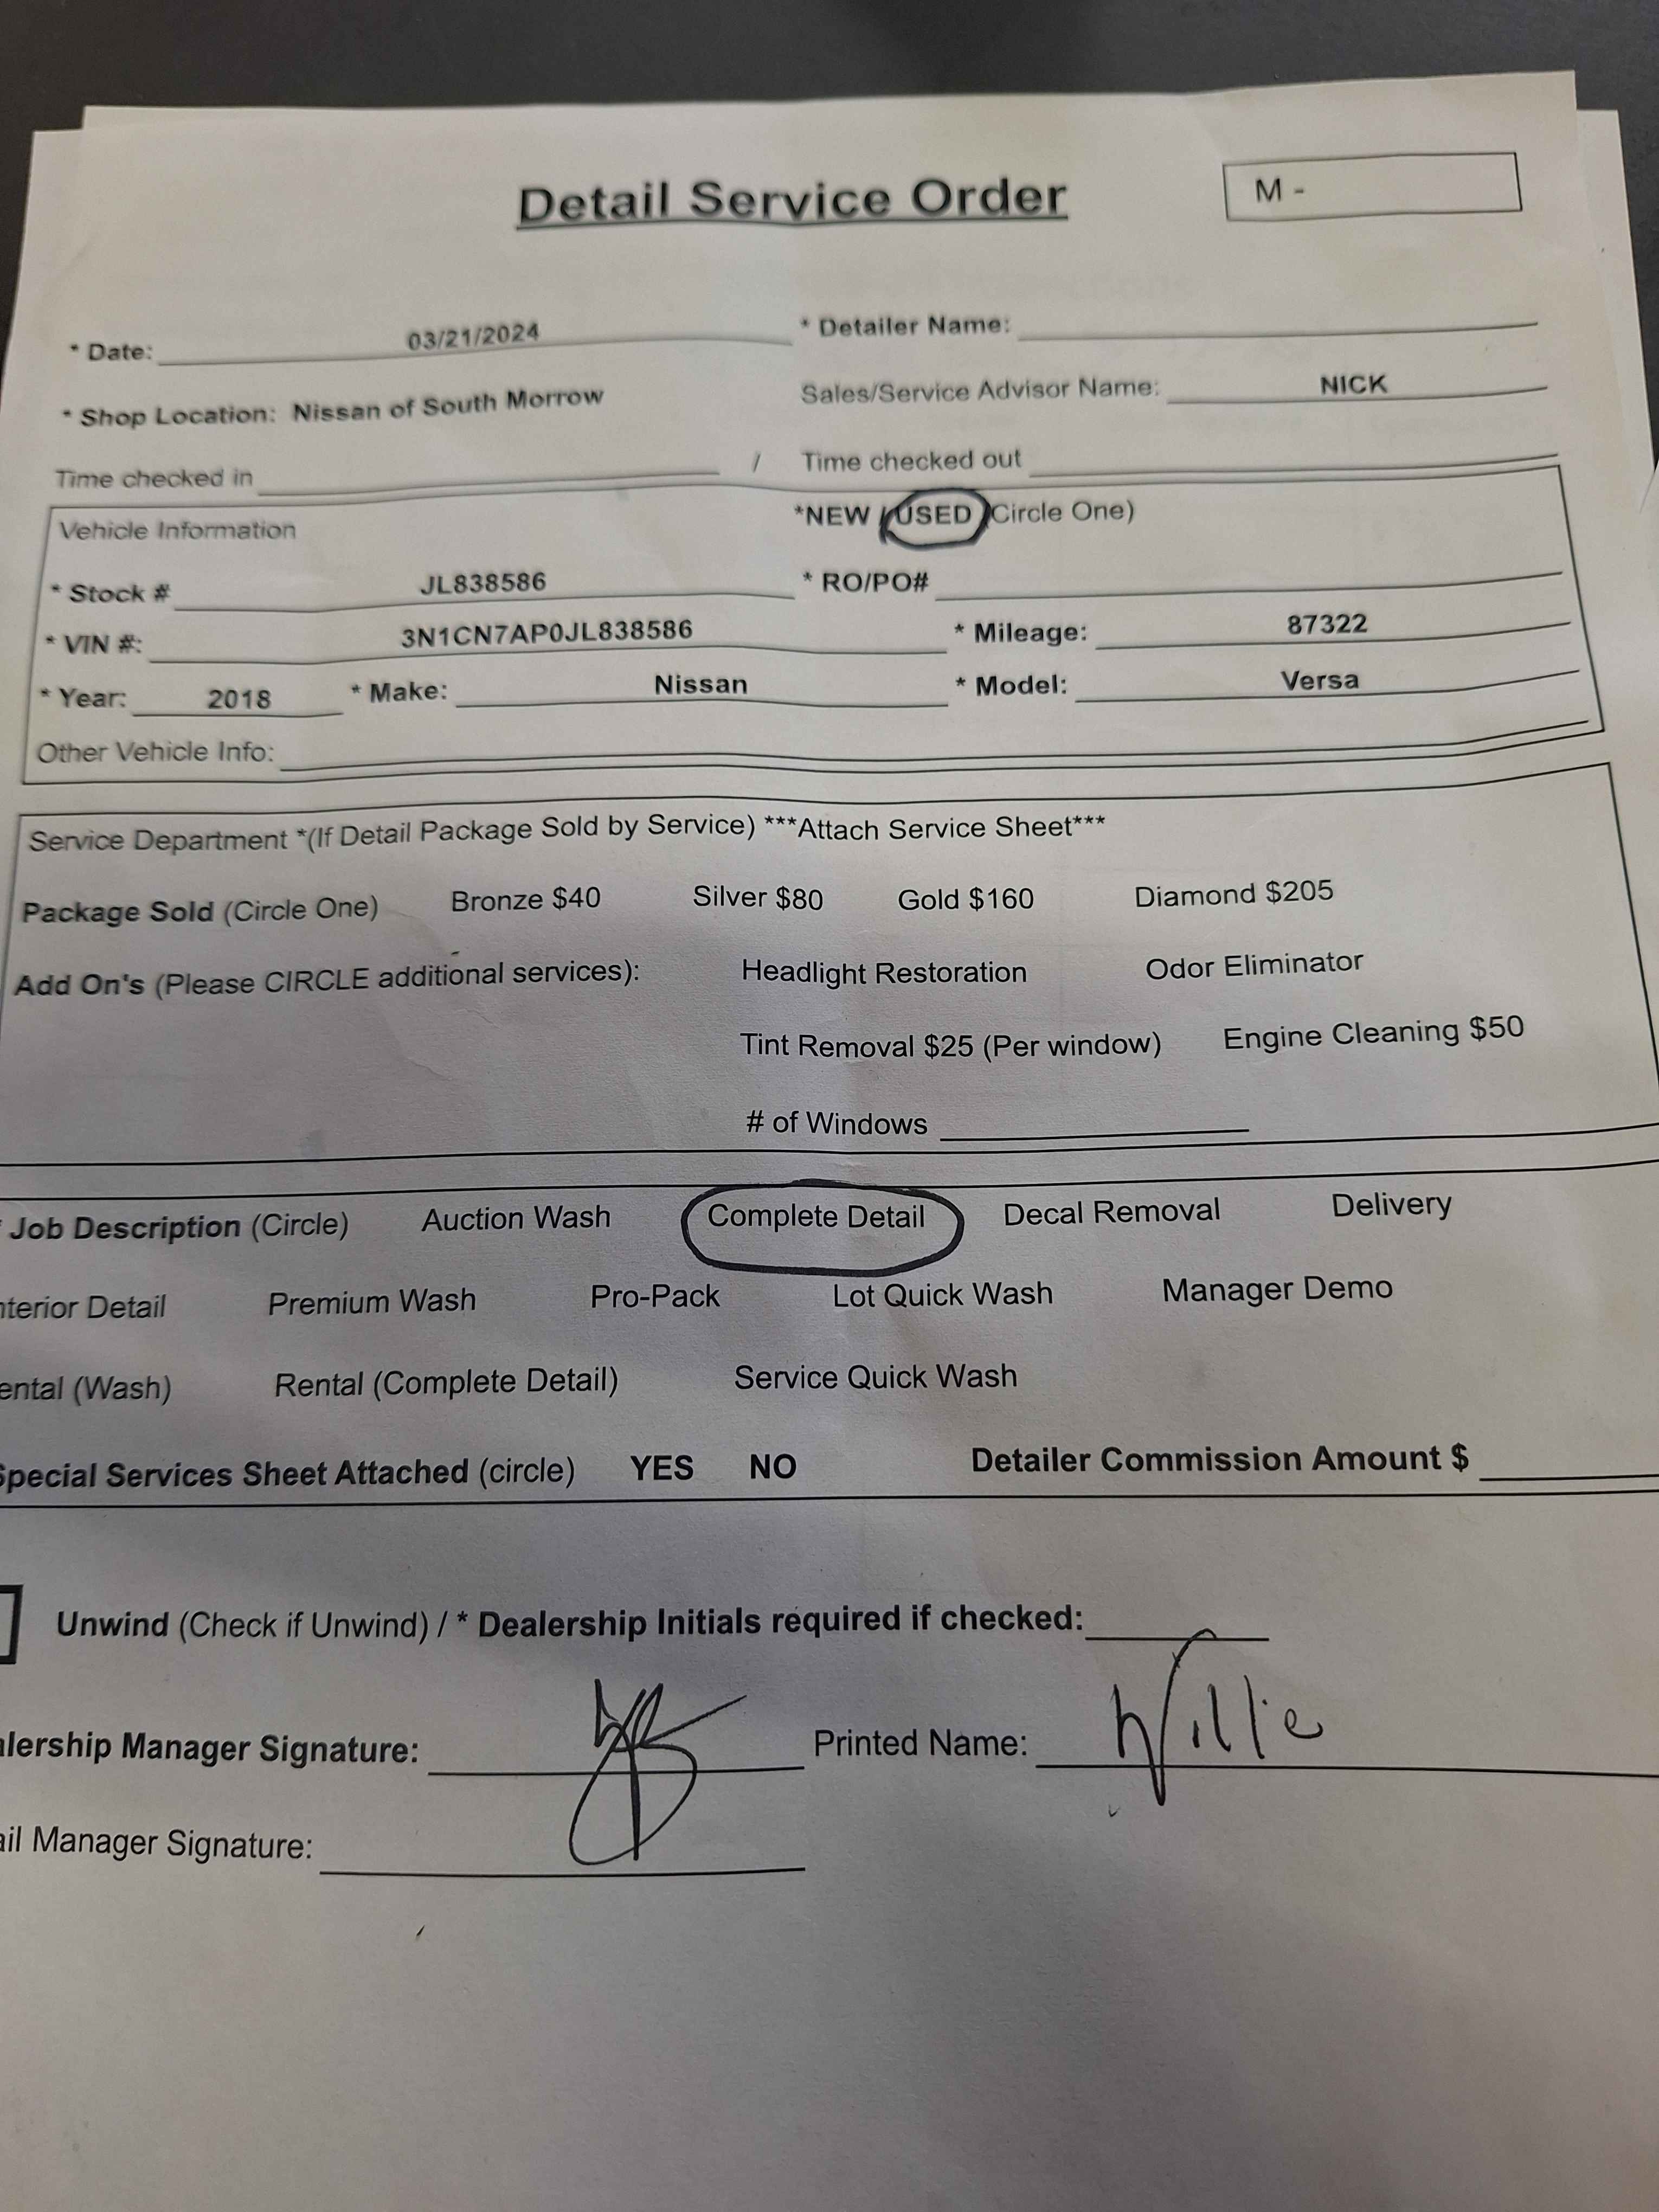 Detail Service Order
M -
* Date: 03/21/2024
* Detailer Name:
* Shop Location: Nissan of South Morrow
Sales/Service Advisor Name: NICK
Time checked in / Time checked out
Vehicle Information
*NEW / USED (Circle One)
* Stock # JL838586
* RO/PO#
* VIN #: 3N1CN7AP0JL838586
* Mileage: 87322
* Year: 2018 * Make: Nissan * Model: Versa
Other Vehicle Info:
Service Department *(If Detail Package Sold by Service) ***Attach Service Sheet***
Package Sold (Circle One) Bronze $40 Silver $80 Gold $160 Diamond $205
Add On's (Please CIRCLE additional services): Headlight Restoration Odor Eliminator
Tint Removal $25 (Per window) Engine Cleaning $50
# of Windows
* Job Description (Circle) Auction Wash Complete Detail Decal Removal Delivery
nterior Detail Premium Wash Pro-Pack Lot Quick Wash Manager Demo
ental (Wash) Rental (Complete Detail) Service Quick Wash
Special Services Sheet Attached (circle) YES NO Detailer Commission Amount $
Unwind (Check if Unwind) / * Dealership Initials required if checked:
alership Manager Signature: Printed Name: Willie
ail Manager Signature: